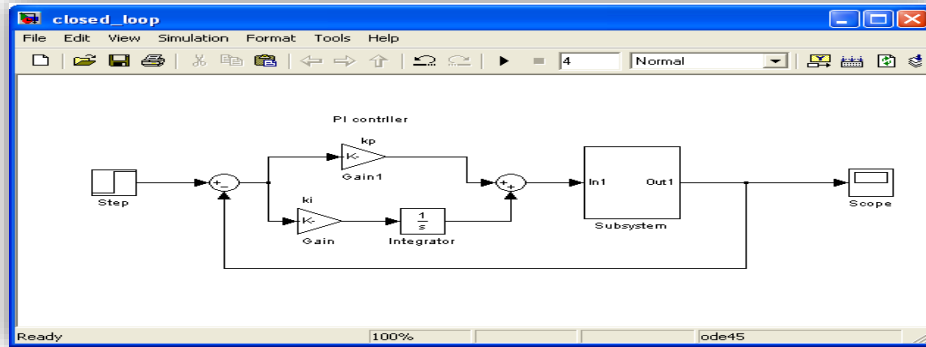 closed_loop
File Edit View Simulation Format Tools Help
4 Normal
PI contrller
kp
K-
Gain1
Step
+
-
ki
K-
Gain
1
s
Integrator
+
+
In1 Out1
Subsystem
Scope
Ready 100% ode45